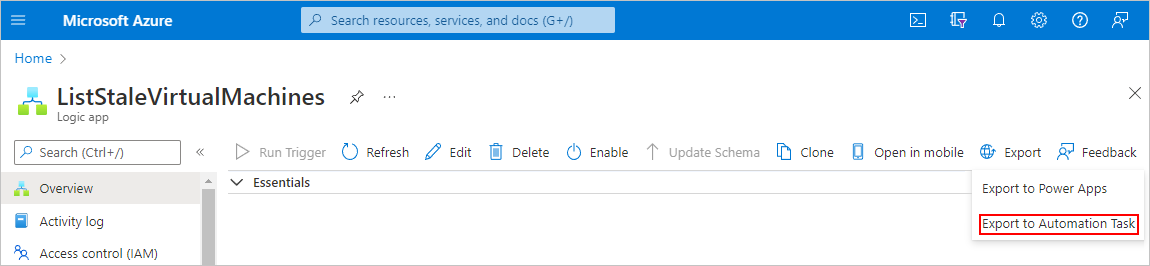 Microsoft Azure Search resources, services, and docs (G+/)
Home >
ListStaleVirtualMachines ...
Logic app
Search (Ctrl+/) « Run Trigger Refresh Edit Delete Enable Update Schema Clone Open in mobile Export Feedback
Overview Essentials Export to Power Apps
Activity log Export to Automation Task
Access control (IAM)